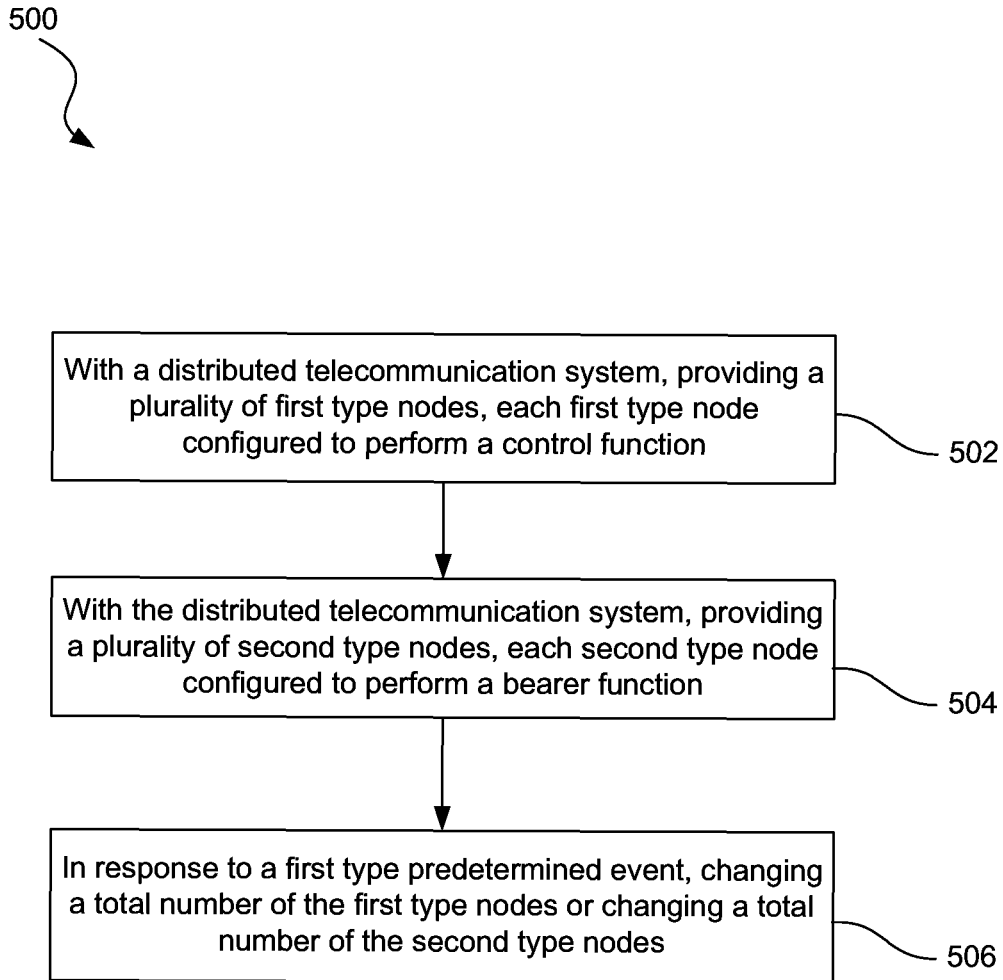 500
With a distributed telecommunication system, providing a
plurality of first type nodes, each first type node
configured to perform a control function
502
With the distributed telecommunication system, providing
a plurality of second type nodes, each second type node
configured to perform a bearer function
504
In response to a first type predetermined event, changing
a total number of the first type nodes or changing a total
number of the second type nodes
506